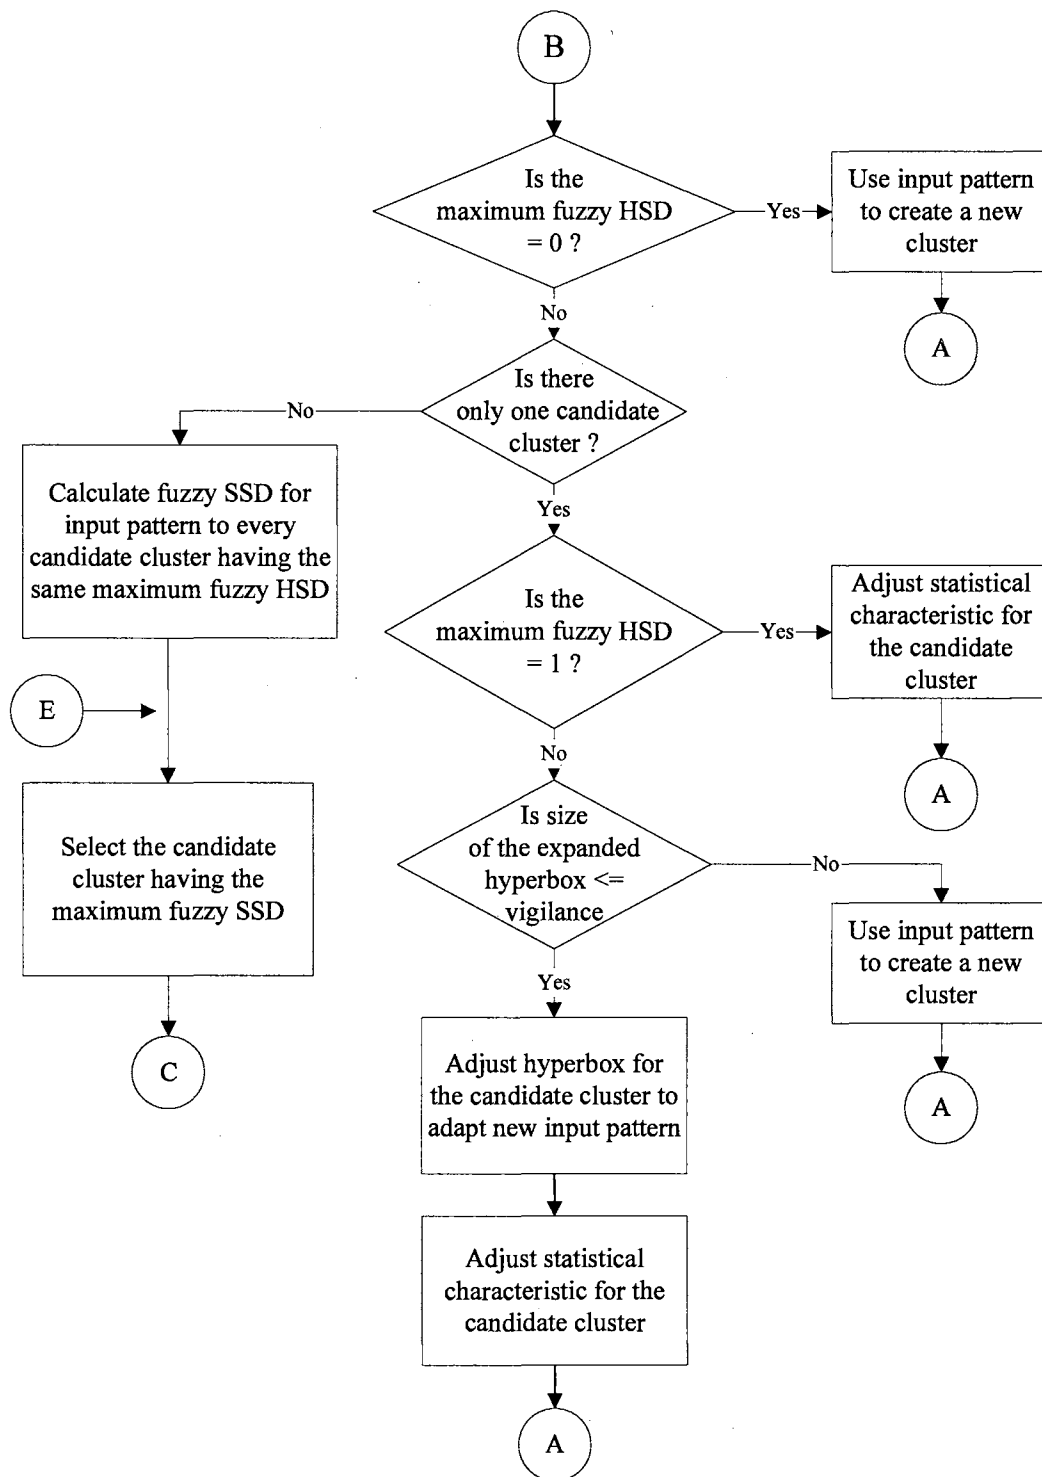 B
Is the
maximum fuzzy HSD
= 0 ?
Yes
Use input pattern
to create a new
cluster
A
No
Is there
only one candidate
cluster ?
No
Calculate fuzzy SSD for
input pattern to every
candidate cluster having the
same maximum fuzzy HSD
Yes
Is the
maximum fuzzy HSD
= 1 ?
Yes
Adjust statistical
characteristic for
the candidate
cluster
A
E
No
Select the candidate
cluster having the
maximum fuzzy SSD
C
Is size
of the expanded
hyperbox <=
vigilance
No
Use input pattern
to create a new
cluster
A
Yes
Adjust hyperbox for
the candidate cluster to
adapt new input pattern
Adjust statistical
characteristic for the
candidate cluster
A